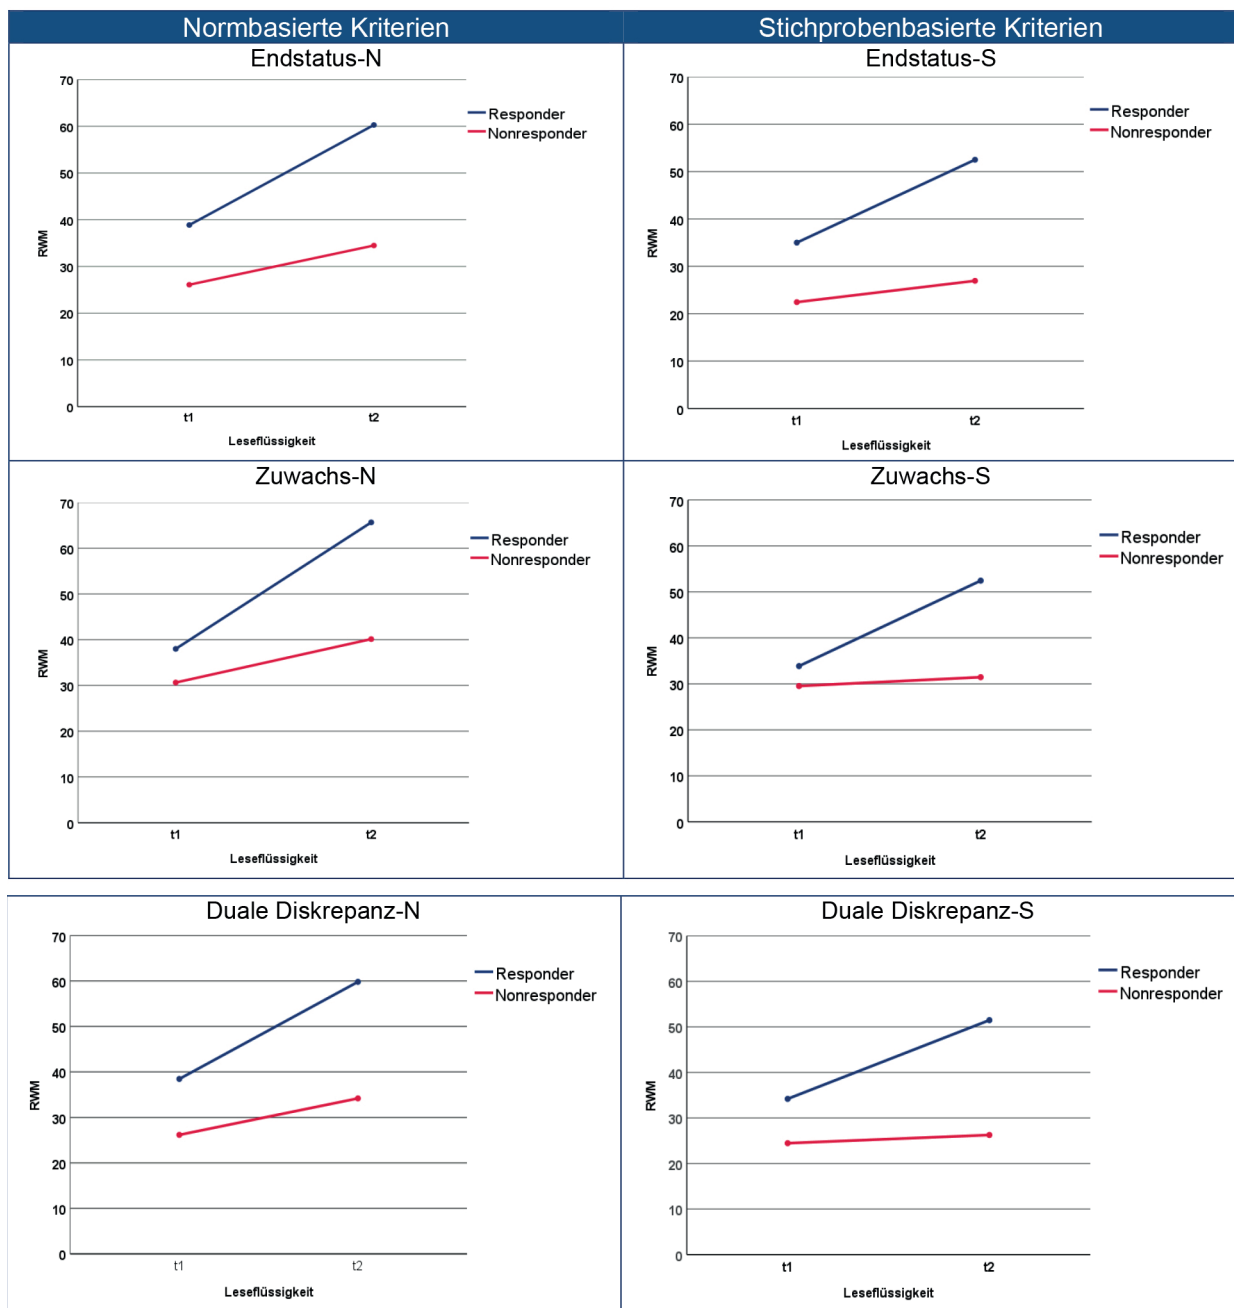 Normbasierte Kriterien
Stichprobenbasierte Kriterien
Endstatus-N
70
60
50
40
30
20
10
0
RWM
t1 t2
Leseflüssigkeit
Responder
Nonresponder
Endstatus-S
70
60
50
40
30
20
10
0
RWM
t1 t2
Leseflüssigkeit
Responder
Nonresponder
Zuwachs-N
70
60
50
40
30
20
10
0
RWM
t1 t2
Leseflüssigkeit
Responder
Nonresponder
Zuwachs-S
70
60
50
40
30
20
10
0
RWM
t1 t2
Leseflüssigkeit
Responder
Nonresponder
Duale Diskrepanz-N
70
60
50
40
30
20
10
0
RWM
t1 t2
Leseflüssigkeit
Responder
Nonresponder
Duale Diskrepanz-S
70
60
50
40
30
20
10
0
RWM
t1 t2
Leseflüssigkeit
Responder
Nonresponder